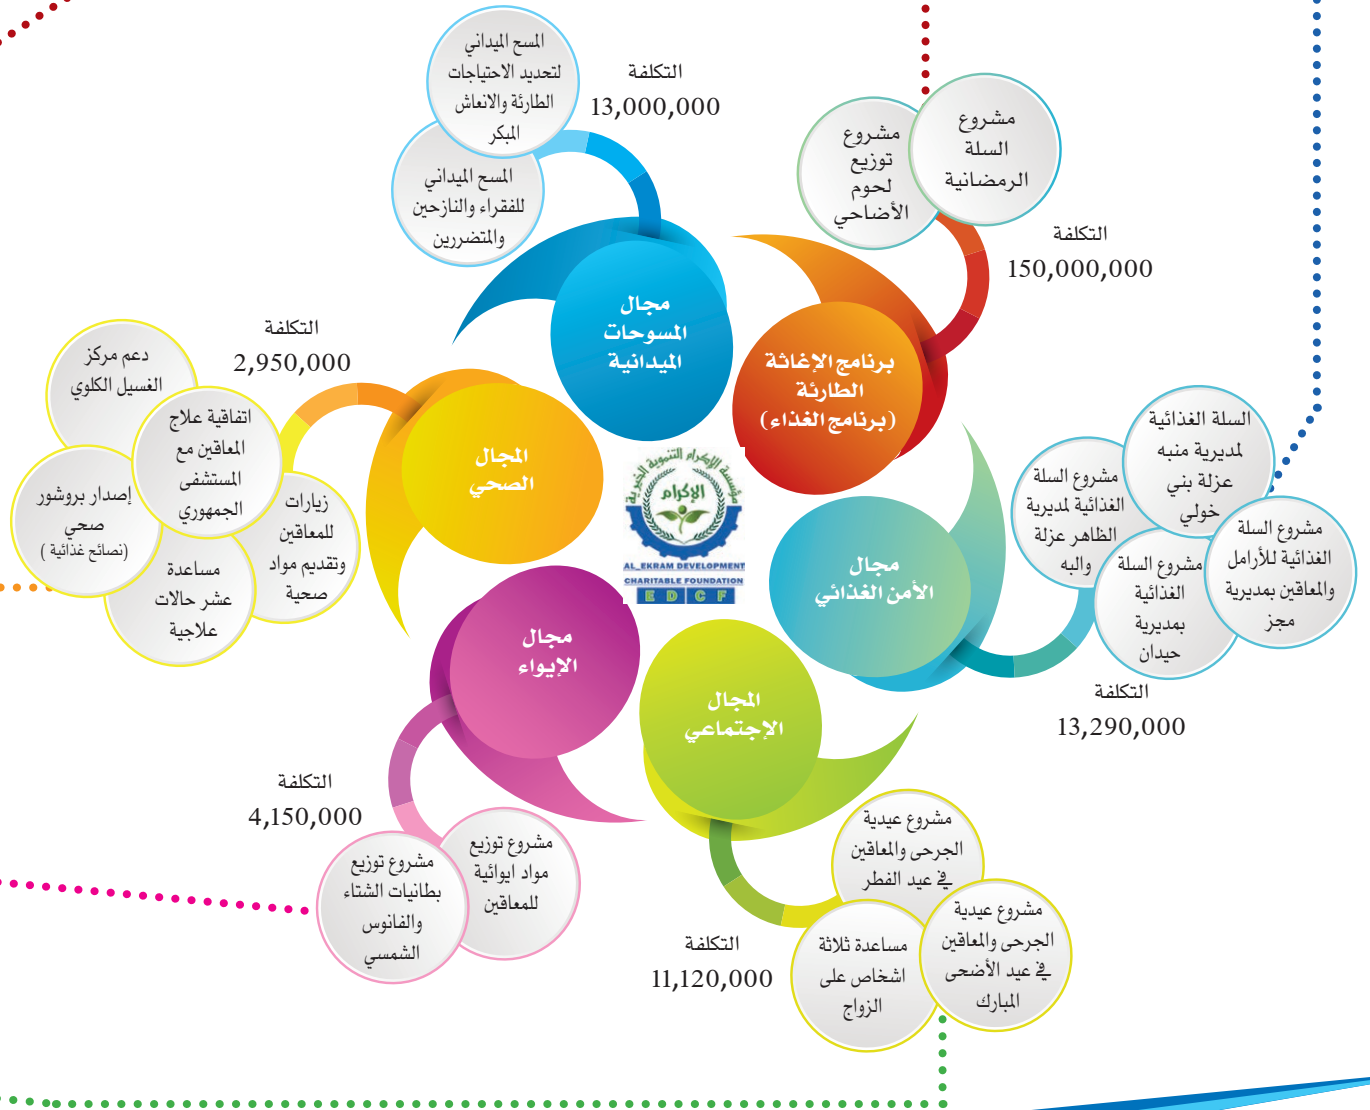 المسح الميداني
لتحديد الاحتياجات
الطارئة والانعاش
المبكر
المسح الميداني
للفقراء والنازحين
والمتضررين
التكلفة
13,000,000
مجال
المسوحات
الميدانية
مشروع
السلة
الرمضانية
مشروع
توزيع
لحوم
الأضاحي
التكلفة
150,000,000
برنامج الإغاثة
الطارئة
(برنامج الغذاء)
السلة الغذائية
لمديرية منبه
عزلة بني
خولي
مشروع السلة
الغذائية لمديرية
الظاهر عزلة
والبه
مشروع السلة
الغذائية للأرامل
والمعاقين بمديرية
مجز
مشروع السلة
الغذائية
بمديرية
حيدان
مجال
الأمن الغذائي
التكلفة
13,290,000
دعم مركز
الغسيل الكلوي
اتفاقية علاج
المعاقين مع
المستشفى
الجمهوري
إصدار بروشور
صحي
(نصائح غذائية )
زيارات
للمعاقين
وتقديم مواد
صحية
مساعدة
عشر حالات
علاجية
التكلفة
2,950,000
المجال
الصحي
مؤسسة الإكرام التنموية الخيرية
الإكرام
AL_EKRAM DEVELOPMENT
CHARITABLE FOUNDATION
E D C F
مجال
الإيواء
التكلفة
4,150,000
مشروع توزيع
مواد ايوائية
للمعاقين
مشروع توزيع
بطانيات الشتاء
والفانوس
الشمسي
المجال
الإجتماعي
التكلفة
11,120,000
مشروع عيدية
الجرحى والمعاقين
في عيد الفطر
مشروع عيدية
الجرحى والمعاقين
في عيد الأضحى
المبارك
مساعدة ثلاثة
اشخاص على
الزواج